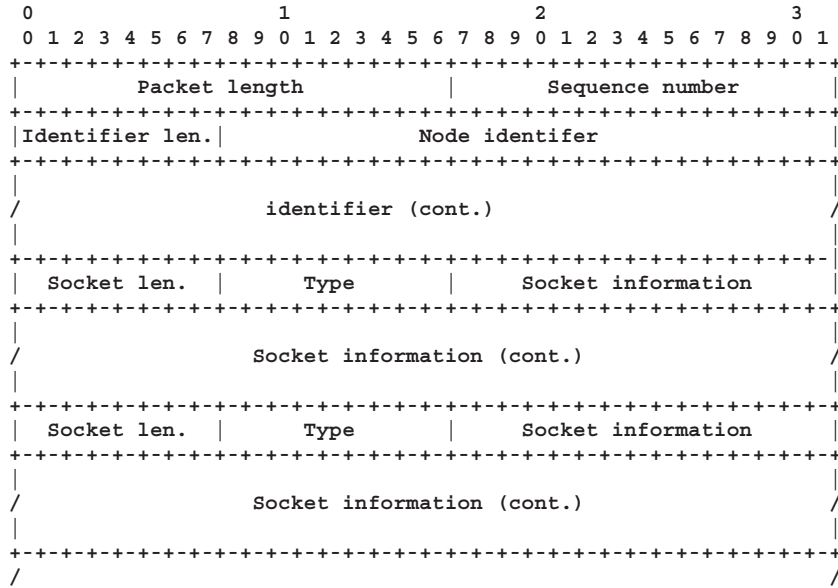 0 1 2 3
0 1 2 3 4 5 6 7 8 9 0 1 2 3 4 5 6 7 8 9 0 1 2 3 4 5 6 7 8 9 0 1
+-+-+-+-+-+-+-+-+-+-+-+-+-+-+-+-+-+-+-+-+-+-+-+-+-+-+-+-+-+-+-+-+
| Packet length | Sequence number |
+-+-+-+-+-+-+-+-+-+-+-+-+-+-+-+-+-+-+-+-+-+-+-+-+-+-+-+-+-+-+-+-+
|Identifier len.| Node identifer |
+-+-+-+-+-+-+-+-+-+-+-+-+-+-+-+-+-+-+-+-+-+-+-+-+-+-+-+-+-+-+-+-+
| |
/ identifier (cont.) /
| |
+-+-+-+-+-+-+-+-+-+-+-+-+-+-+-+-+-+-+-+-+-+-+-+-+-+-+-+-+-+-+-+-|
| Socket len. | Type | Socket information |
+-+-+-+-+-+-+-+-+-+-+-+-+-+-+-+-+-+-+-+-+-+-+-+-+-+-+-+-+-+-+-+-+
| |
/ Socket information (cont.) /
| |
+-+-+-+-+-+-+-+-+-+-+-+-+-+-+-+-+-+-+-+-+-+-+-+-+-+-+-+-+-+-+-+-+
| Socket len. | Type | Socket information |
+-+-+-+-+-+-+-+-+-+-+-+-+-+-+-+-+-+-+-+-+-+-+-+-+-+-+-+-+-+-+-+-+
| |
/ Socket information (cont.) /
| |
+-+-+-+-+-+-+-+-+-+-+-+-+-+-+-+-+-+-+-+-+-+-+-+-+-+-+-+-+-+-+-+-+
/ /